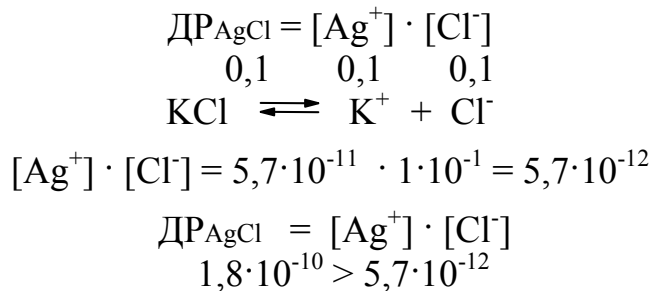 ДРAgCl = [Ag⁺] · [Cl⁻]
0,1 0,1 0,1
KCl ⇄ K⁺ + Cl⁻
[Ag⁺] · [Cl⁻] = 5,7·10⁻¹¹ · 1·10⁻¹ = 5,7·10⁻¹²
ДРAgCl = [Ag⁺] · [Cl⁻]
1,8·10⁻¹⁰ > 5,7·10⁻¹²